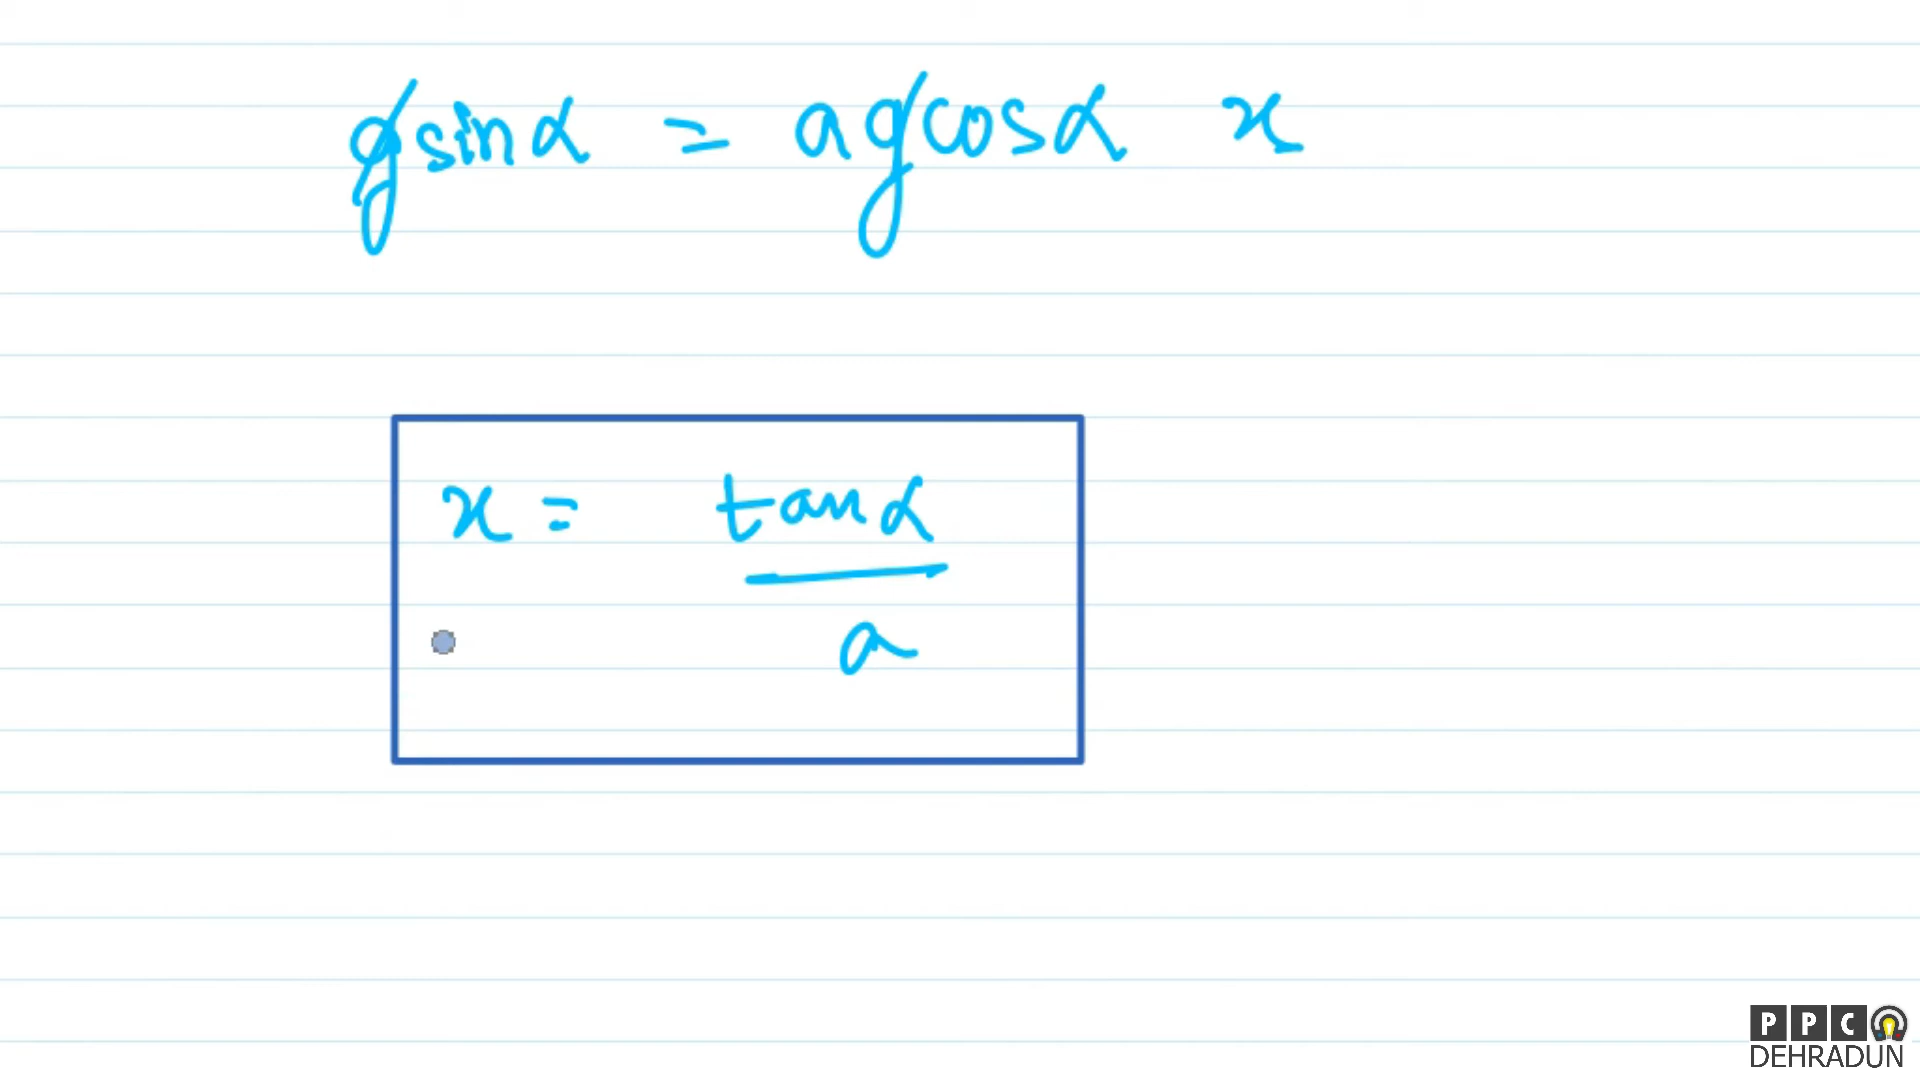 g sin α = a g cos α x
x = tan α
a
PPC
DEHRADUN